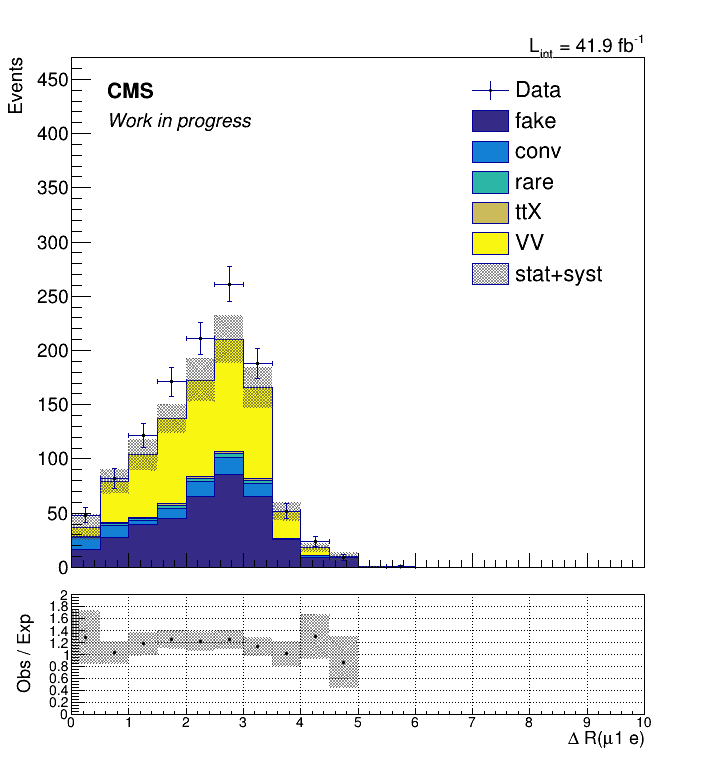 L_int = 41.9 fb^-1
Events
450
400
350
300
250
200
150
100
50
0
CMS
Work in progress
Data
fake
conv
rare
ttX
VV
stat+syst
Obs / Exp
2
1.8
1.6
1.4
1.2
1
0.8
0.6
0.4
0.2
0
0 1 2 3 4 5 6 7 8 9 10
Δ R(μ1 e)